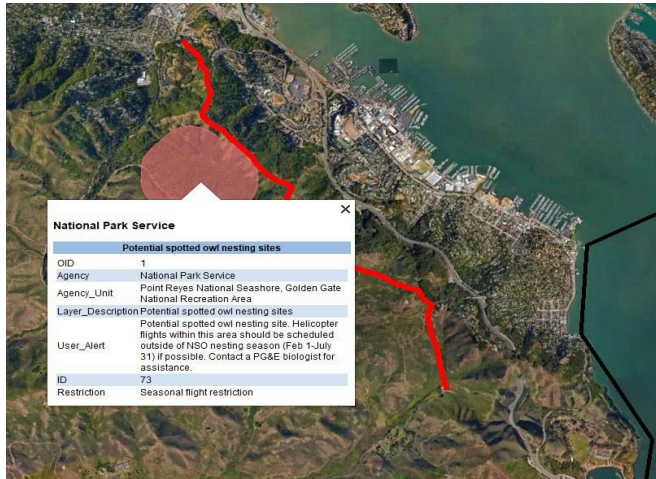 National Park Service
Potential spotted owl nesting sites
OID 1
Agency National Park Service
Agency_Unit Point Reyes National Seashore, Golden Gate
National Recreation Area
Layer_Description Potential spotted owl nesting sites
User_Alert Potential spotted owl nesting site. Helicopter
flights within this area should be scheduled
outside of NSO nesting season (Feb 1-July
31) if possible. Contact a PG&E biologist for
assistance.
ID 73
Restriction Seasonal flight restriction